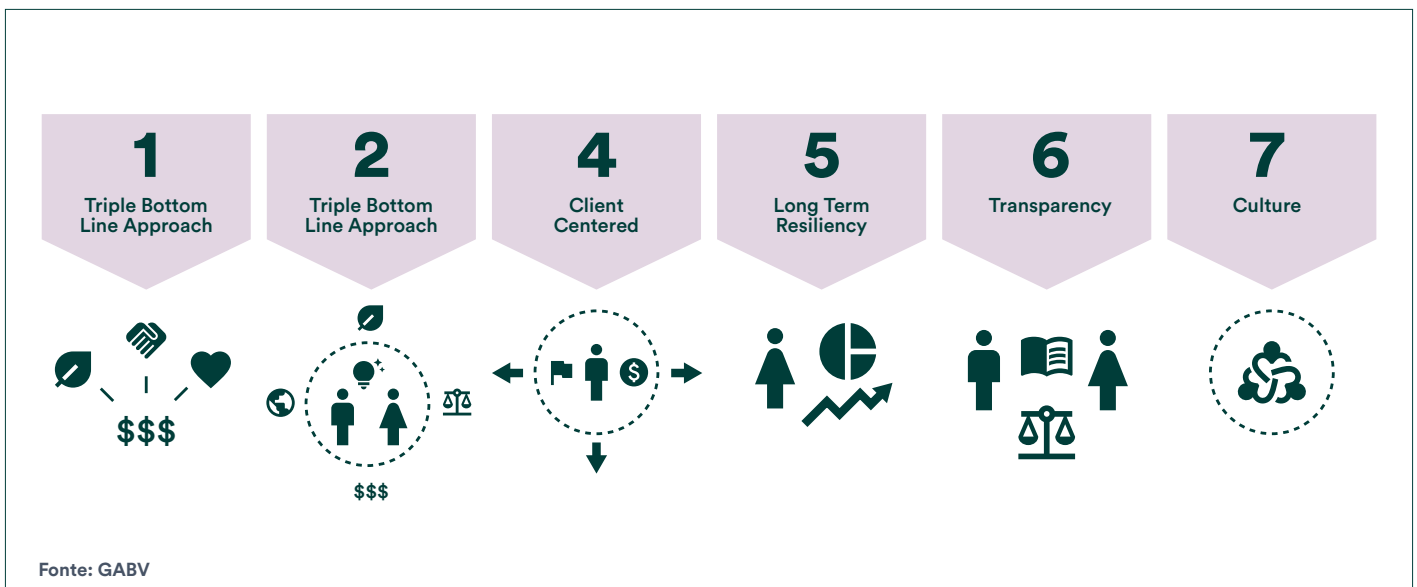 1
Triple Bottom
Line Approach
2
Triple Bottom
Line Approach
4
Client
Centered
5
Long Term
Resiliency
6
Transparency
7
Culture
$$$
$
$$$
Fonte: GABV